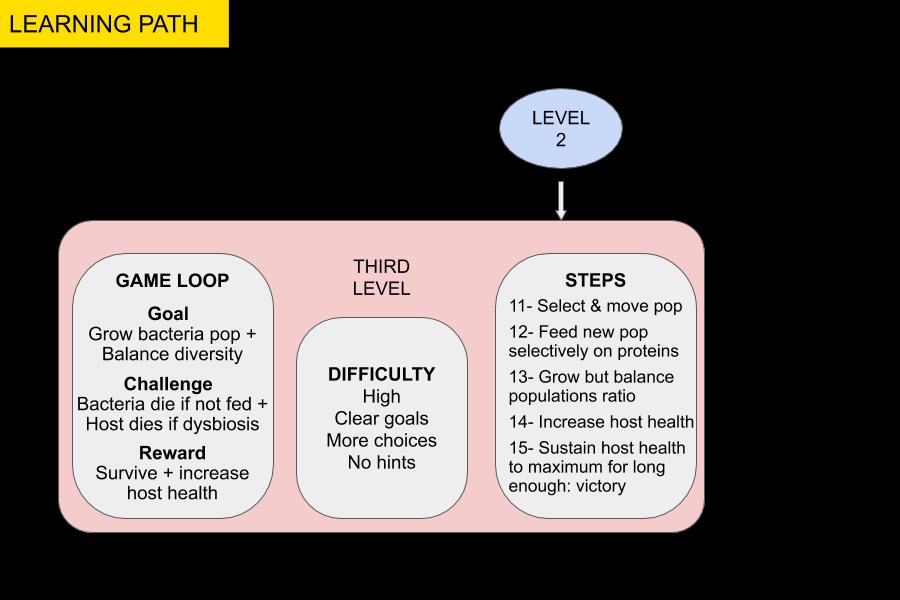 LEARNING PATH
LEVEL
2
THIRD
LEVEL
GAME LOOP
Goal
Grow bacteria pop +
Balance diversity
Challenge
Bacteria die if not fed +
Host dies if dysbiosis
Reward
Survive + increase
host health
DIFFICULTY
High
Clear goals
More choices
No hints
STEPS
11- Select & move pop
12- Feed new pop
selectively on proteins
13- Grow but balance
populations ratio
14- Increase host health
15- Sustain host health
to maximum for long
enough: victory